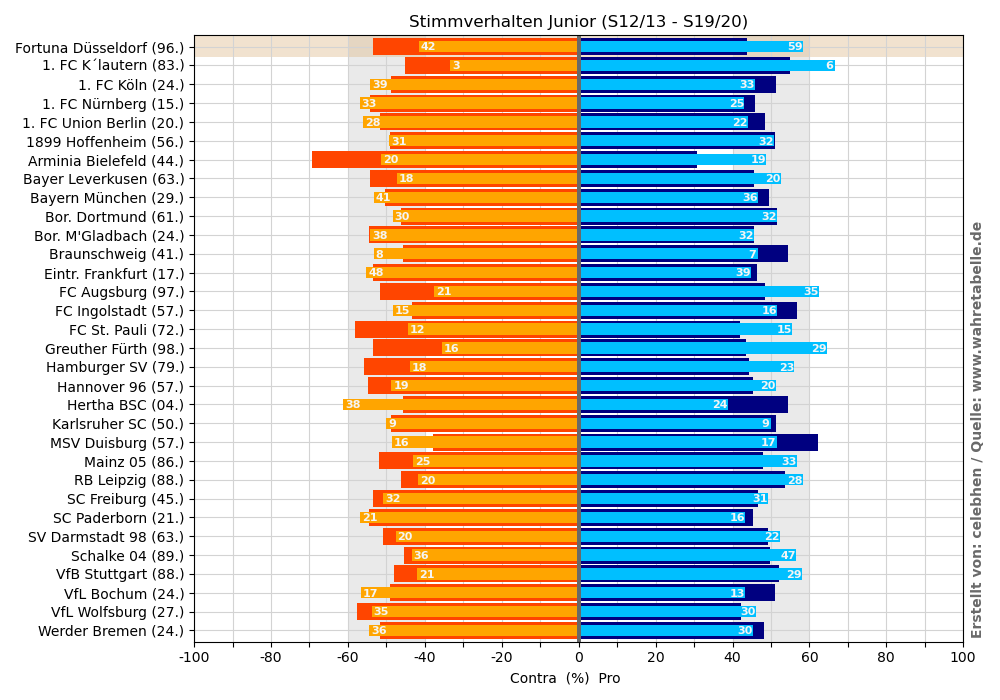 Stimmverhalten Junior (S12/13 - S19/20)
Fortuna Düsseldorf (96.) 42 59
1. FC K´lautern (83.) 3 6
1. FC Köln (24.) 39 33
1. FC Nürnberg (15.) 33 25
1. FC Union Berlin (20.) 28 22
1899 Hoffenheim (56.) 31 32
Arminia Bielefeld (44.) 20 19
Bayer Leverkusen (63.) 18 20
Bayern München (29.) 41 36
Bor. Dortmund (61.) 30 32
Bor. M'Gladbach (24.) 38 32
Braunschweig (41.) 8 7
Eintr. Frankfurt (17.) 48 39
FC Augsburg (97.) 21 35
FC Ingolstadt (57.) 15 16
FC St. Pauli (72.) 12 15
Greuther Fürth (98.) 16 29
Hamburger SV (79.) 18 23
Hannover 96 (57.) 19 20
Hertha BSC (04.) 38 24
Karlsruher SC (50.) 9 9
MSV Duisburg (57.) 16 17
Mainz 05 (86.) 25 33
RB Leipzig (88.) 20 28
SC Freiburg (45.) 32 31
SC Paderborn (21.) 21 16
SV Darmstadt 98 (63.) 20 22
Schalke 04 (89.) 36 47
VfB Stuttgart (88.) 21 29
VfL Bochum (24.) 17 13
VfL Wolfsburg (27.) 35 30
Werder Bremen (24.) 36 30
-100 -80 -60 -40 -20 0 20 40 60 80 100
Contra (%) Pro
Erstellt von: celebhen / Quelle: www.wahretabelle.de